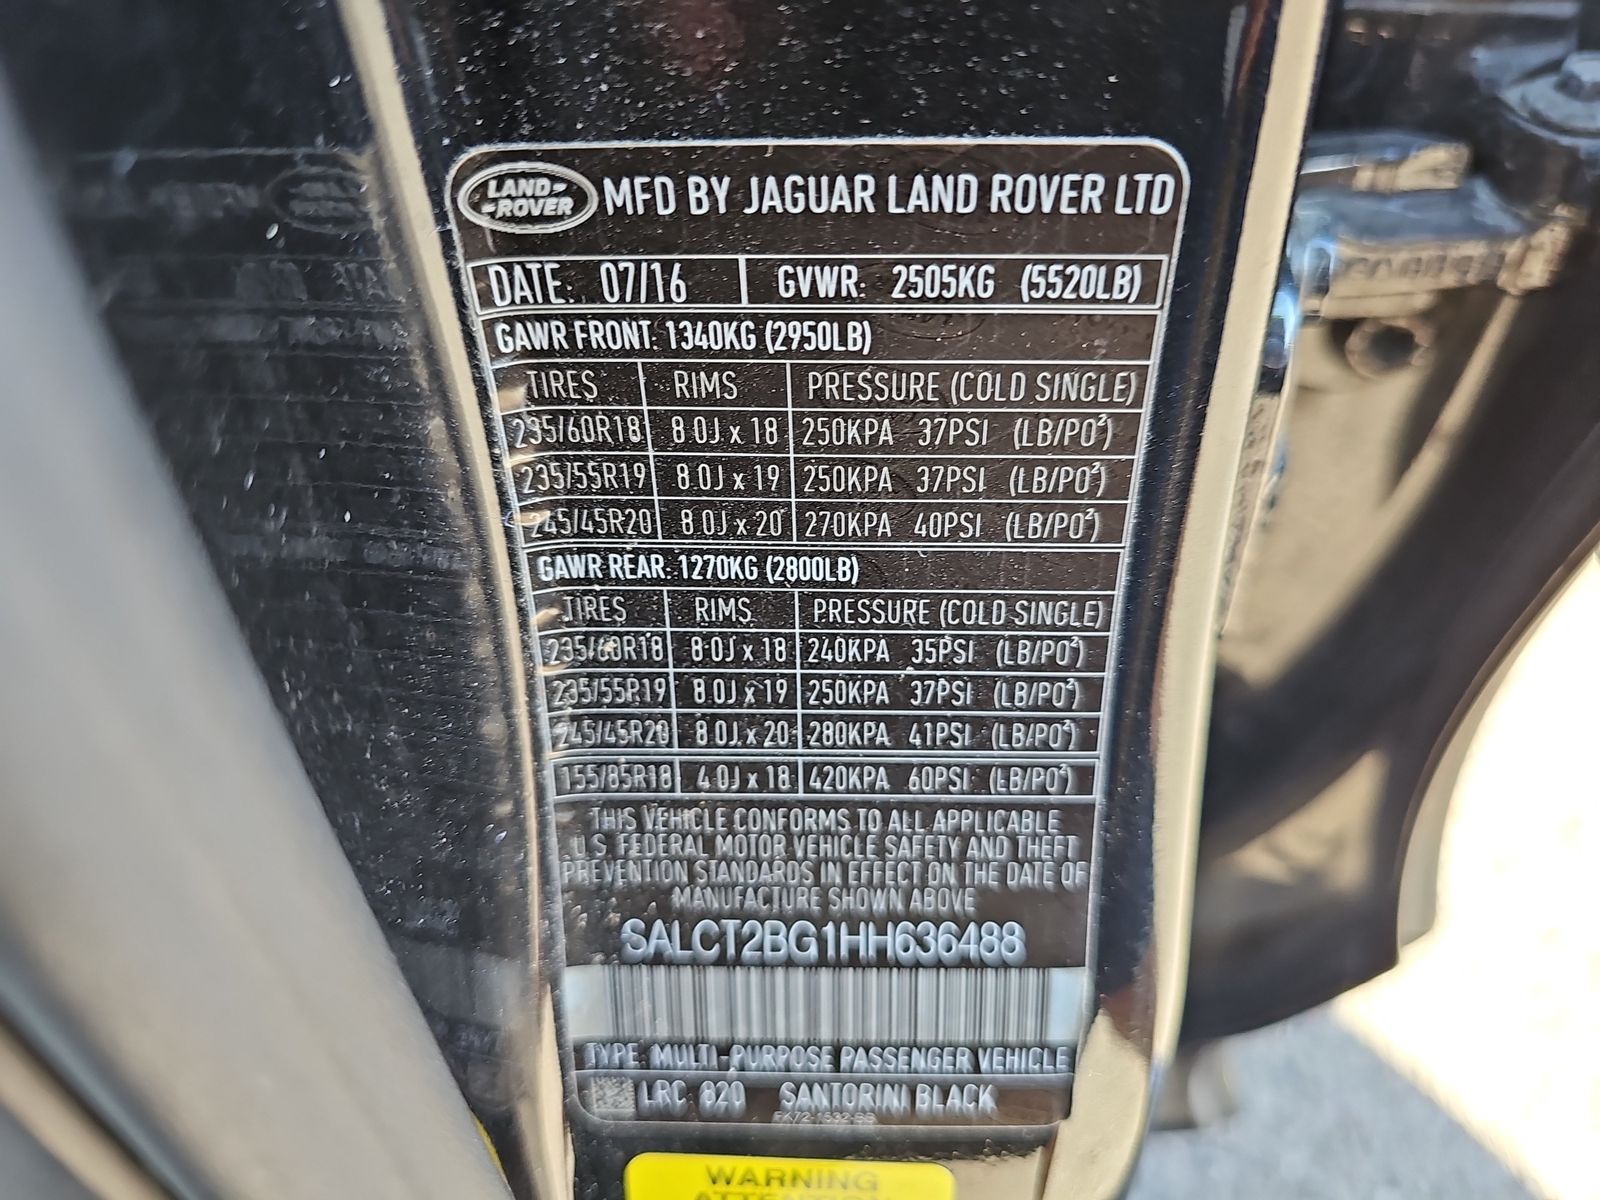 LAND ROVER MFD BY JAGUAR LAND ROVER LTD
DATE: 07/16 GVWR: 2505KG (5520LB)
GAWR FRONT: 1340KG (2950LB)
TIRES RIMS PRESSURE (COLD SINGLE)
235/60R18 8.0J x 18 250KPA 37PSI (LB/PO²)
235/55R19 8.0J x 19 250KPA 37PSI (LB/PO²)
245/45R20 8.0J x 20 270KPA 40PSI (LB/PO²)
GAWR REAR: 1270KG (2800LB)
TIRES RIMS PRESSURE (COLD SINGLE)
235/60R18 8.0J x 18 240KPA 35PSI (LB/PO²)
235/55R19 8.0J x 19 250KPA 37PSI (LB/PO²)
245/45R20 8.0J x 20 280KPA 41PSI (LB/PO²)
155/85R18 4.0J x 18 420KPA 60PSI (LB/PO²)
THIS VEHICLE CONFORMS TO ALL APPLICABLE
U.S. FEDERAL MOTOR VEHICLE SAFETY AND THEFT
PREVENTION STANDARDS IN EFFECT ON THE DATE OF
MANUFACTURE SHOWN ABOVE
SALCT2BG1HH636488
TYPE: MULTI-PURPOSE PASSENGER VEHICLE
LRC: 820 SANTORINI BLACK
WARNING